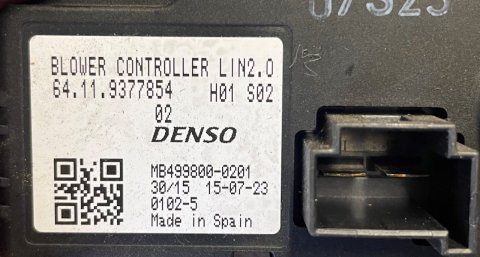 07323
BLOWER CONTROLLER LIN2.0
64.11.9377854 H01 S02
02
DENSO
MB499800-0201
30/15 15-07-23
0102-5
Made in Spain